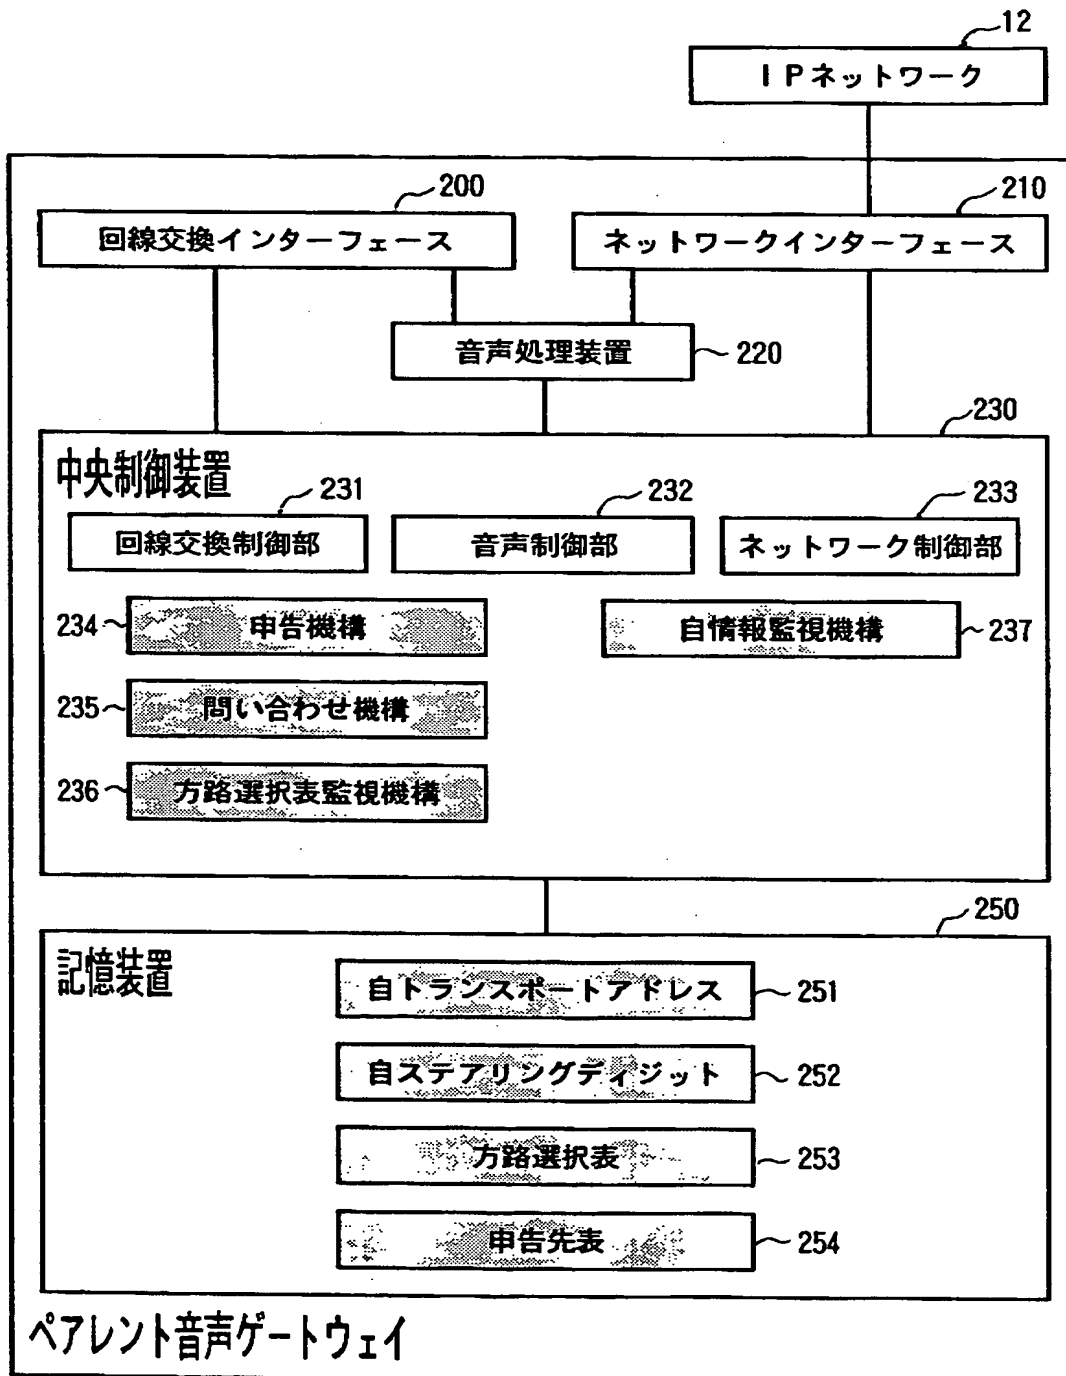 12
IPネットワーク
200
210
回線交換インターフェース
ネットワークインターフェース
音声処理装置
220
230
中央制御装置
231
232
233
回線交換制御部
音声制御部
ネットワーク制御部
234
申告機構
自情報監視機構
237
235
問い合わせ機構
236
方路選択表監視機構
250
記憶装置
自トランスポートアドレス
251
自ステアリングディジット
252
方路選択表
253
申告先表
254
ペアレント音声ゲートウェイ